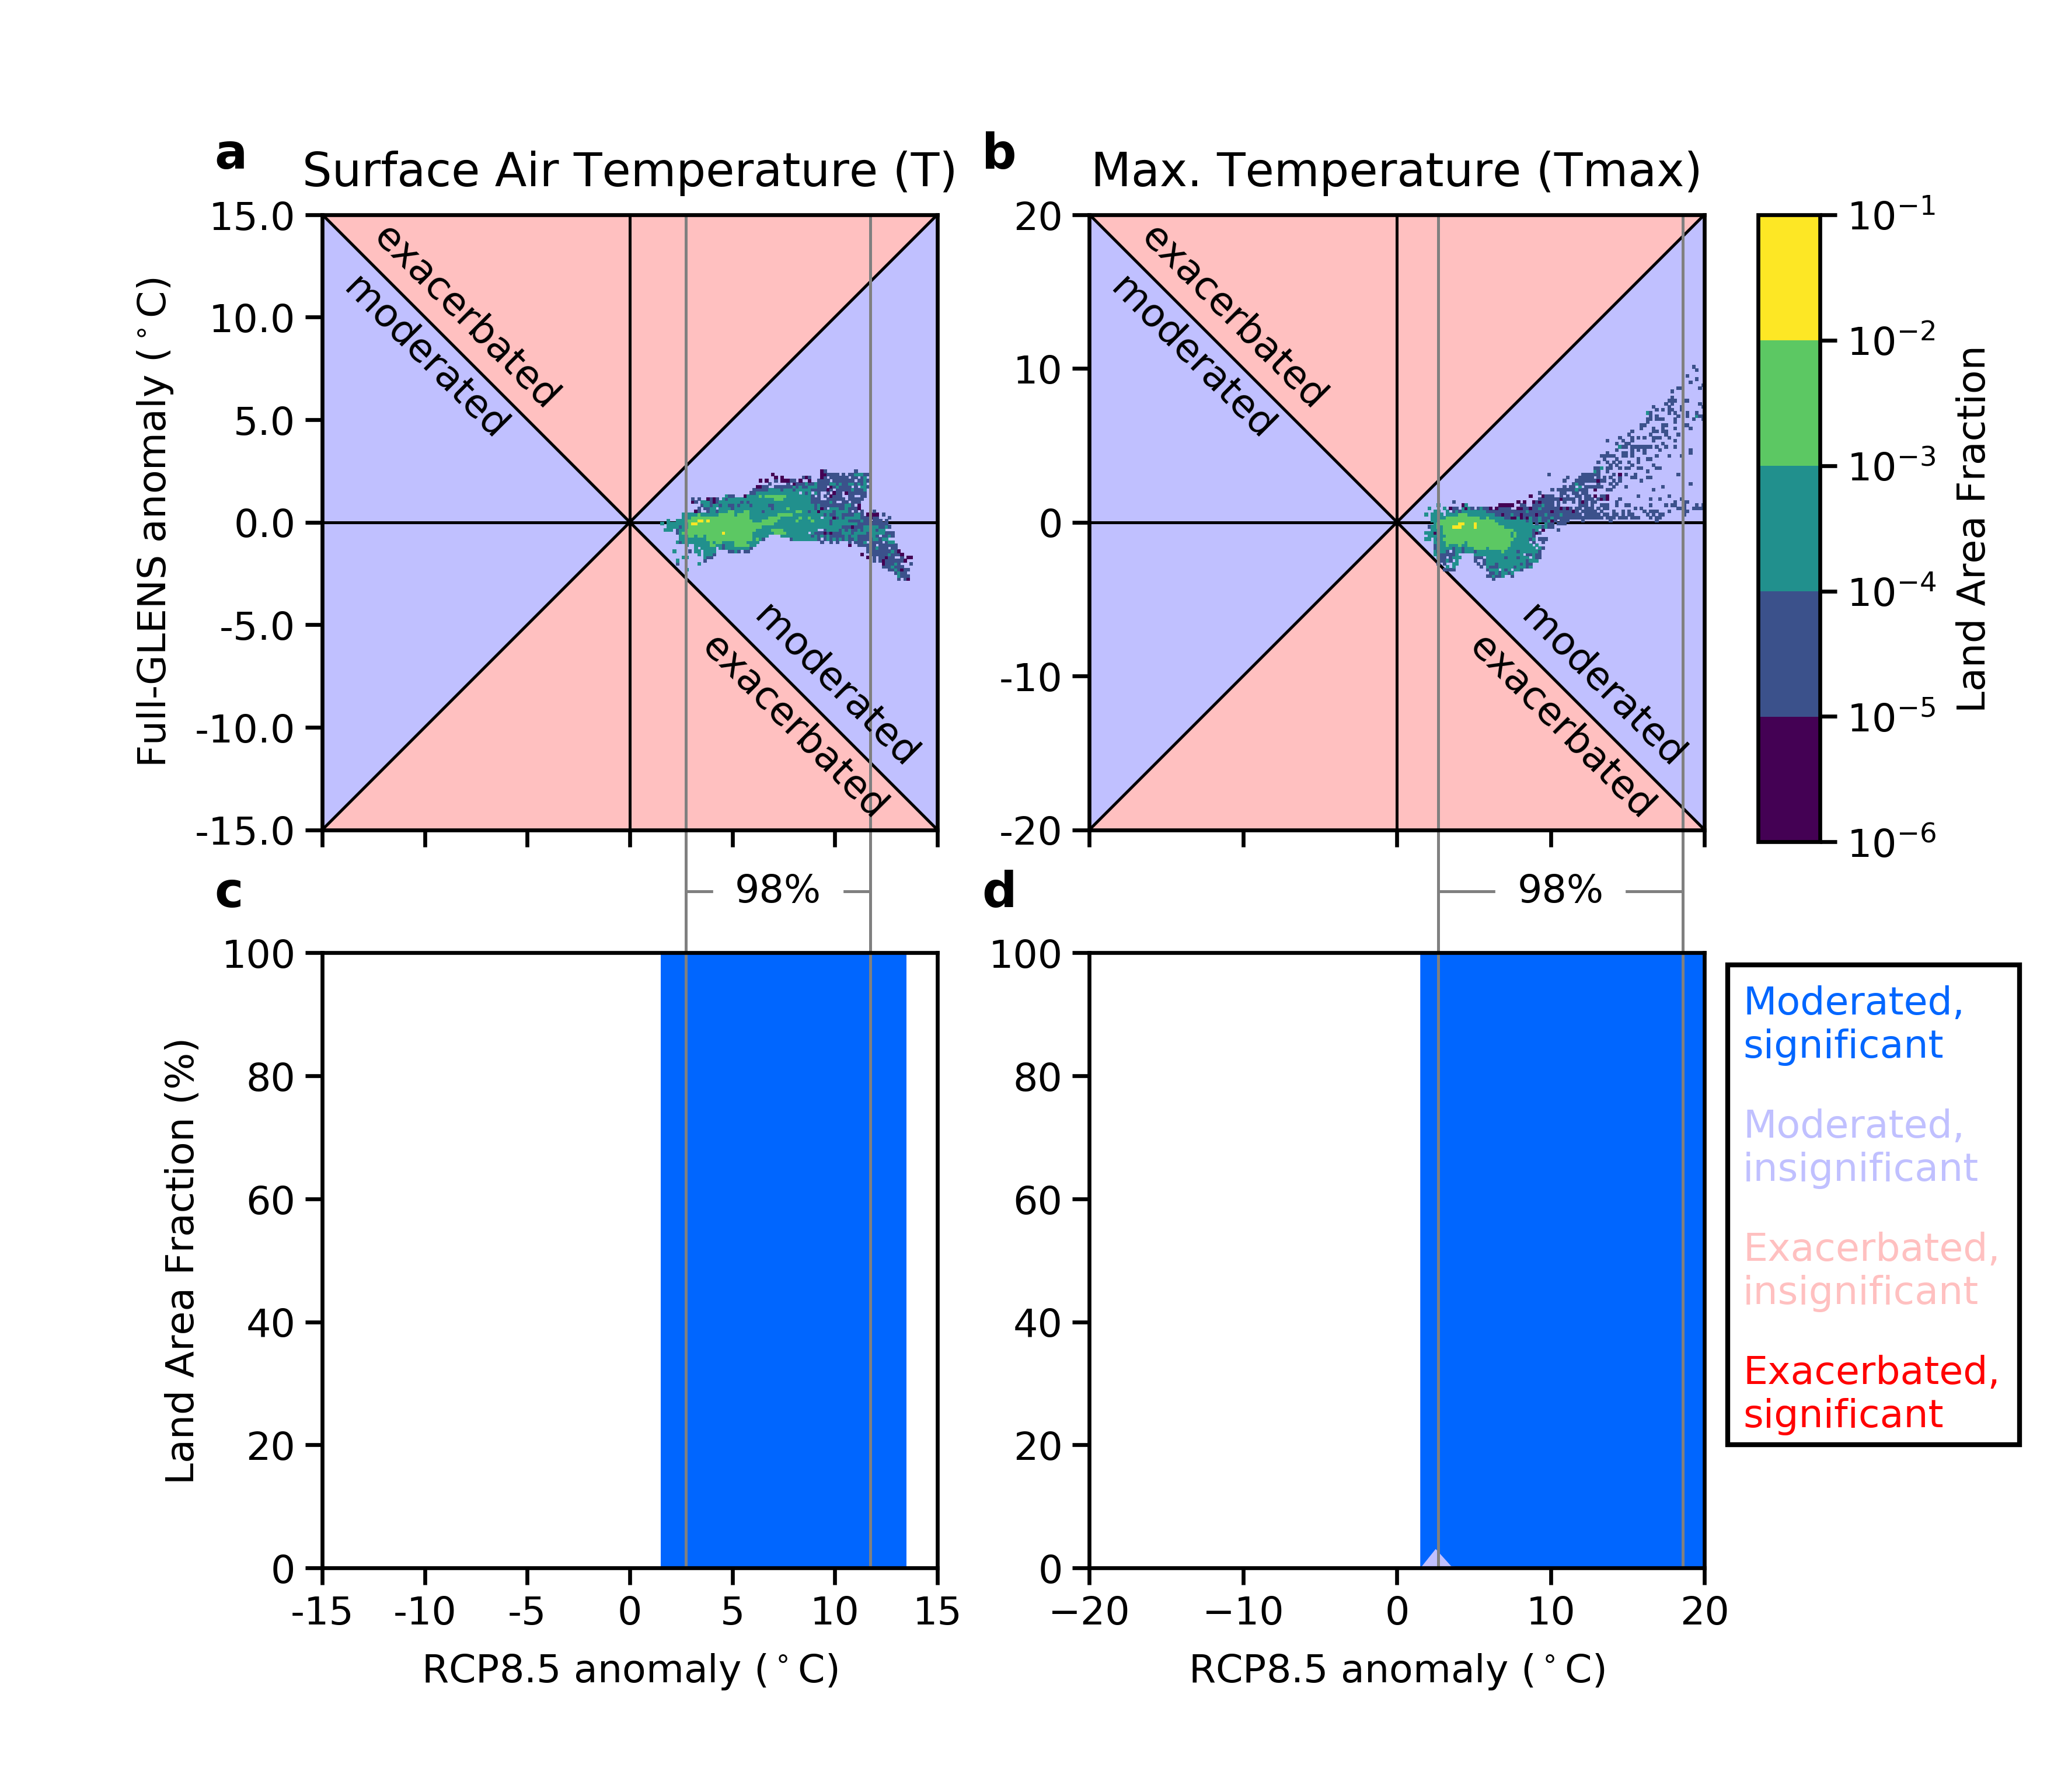 a
Surface Air Temperature (T)
b
Max. Temperature (Tmax)
15.0
10.0
5.0
0.0
-5.0
-10.0
-15.0
Full-GLENS anomaly (°C)
exacerbated
moderated
moderated
exacerbated
20
10
0
-10
-20
exacerbated
moderated
moderated
exacerbated
10⁻¹
10⁻²
10⁻³
10⁻⁴
10⁻⁵
10⁻⁶
Land Area Fraction
98%
98%
c
d
100
80
60
40
20
0
Land Area Fraction (%)
-15 -10 -5 0 5 10 15
RCP8.5 anomaly (°C)
100
80
60
40
20
0
−20 −10 0 10 20
RCP8.5 anomaly (°C)
Moderated,
significant
Moderated,
insignificant
Exacerbated,
insignificant
Exacerbated,
significant